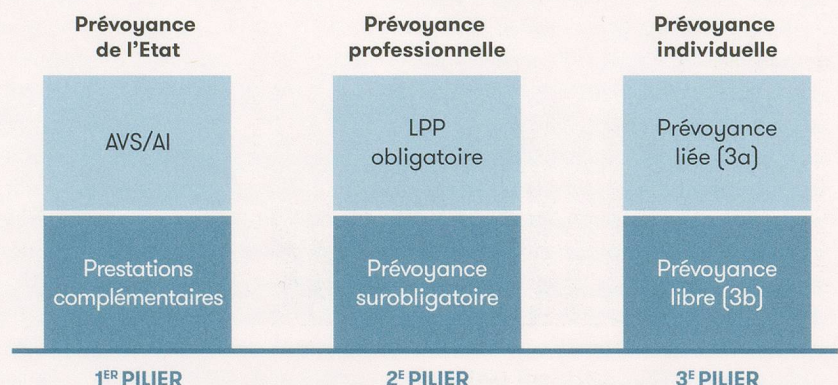 Prévoyance
de l'Etat
AVS/AI
Prestations
complémentaires
1ER PILIER
Prévoyance
professionnelle
LPP
obligatoire
Prévoyance
surobligatoire
2E PILIER
Prévoyance
individuelle
Prévoyance
liée (3a)
Prévoyance
libre (3b)
3E PILIER